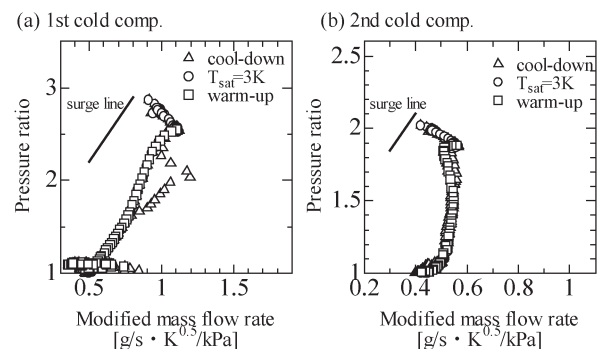 (a) 1st cold comp.
3
2
1
0.5
1
1.5
Pressure ratio
surge line
cool-down
T_sat=3K
warm-up
Modified mass flow rate
[g/s・K^0.5/kPa]
(b) 2nd cold comp.
2.5
2
1.5
1
0.2
0.4
0.6
0.8
1
Pressure ratio
surge line
cool-down
T_sat=3K
warm-up
Modified mass flow rate
[g/s・K^0.5/kPa]